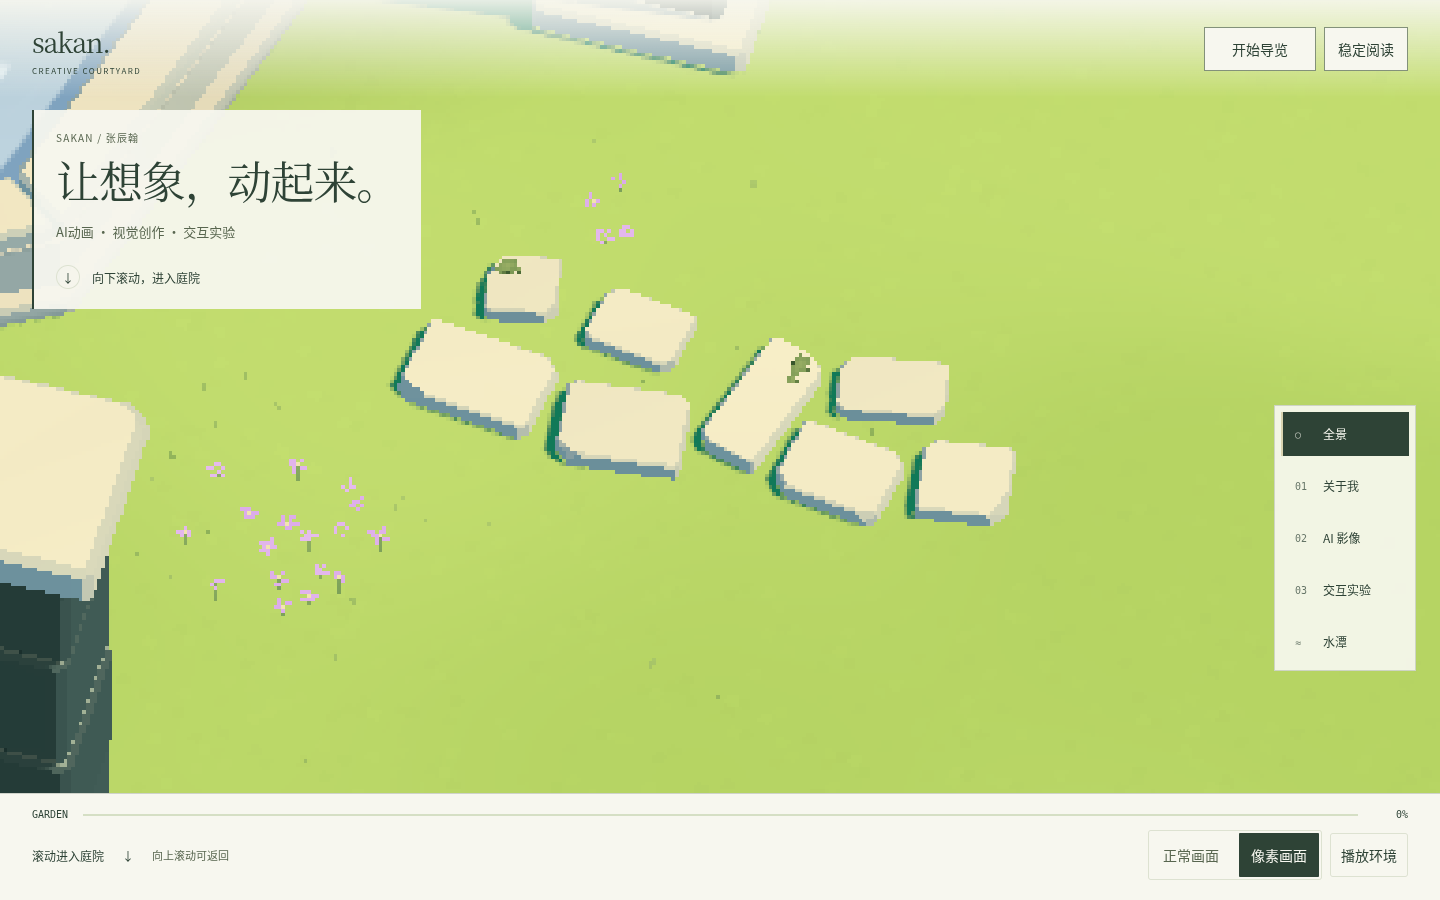 sakan.
CREATIVE COURTYARD
开始导览
稳定阅读
SAKAN / 张辰翰
让想象，动起来。
AI动画 · 视觉创作 · 交互实验
↓ 向下滚动，进入庭院
○ 全景
01 关于我
02 AI 影像
03 交互实验
≈ 水潭
GARDEN
0%
滚动进入庭院 ↓ 向上滚动可返回
正常画面
像素画面
播放环境